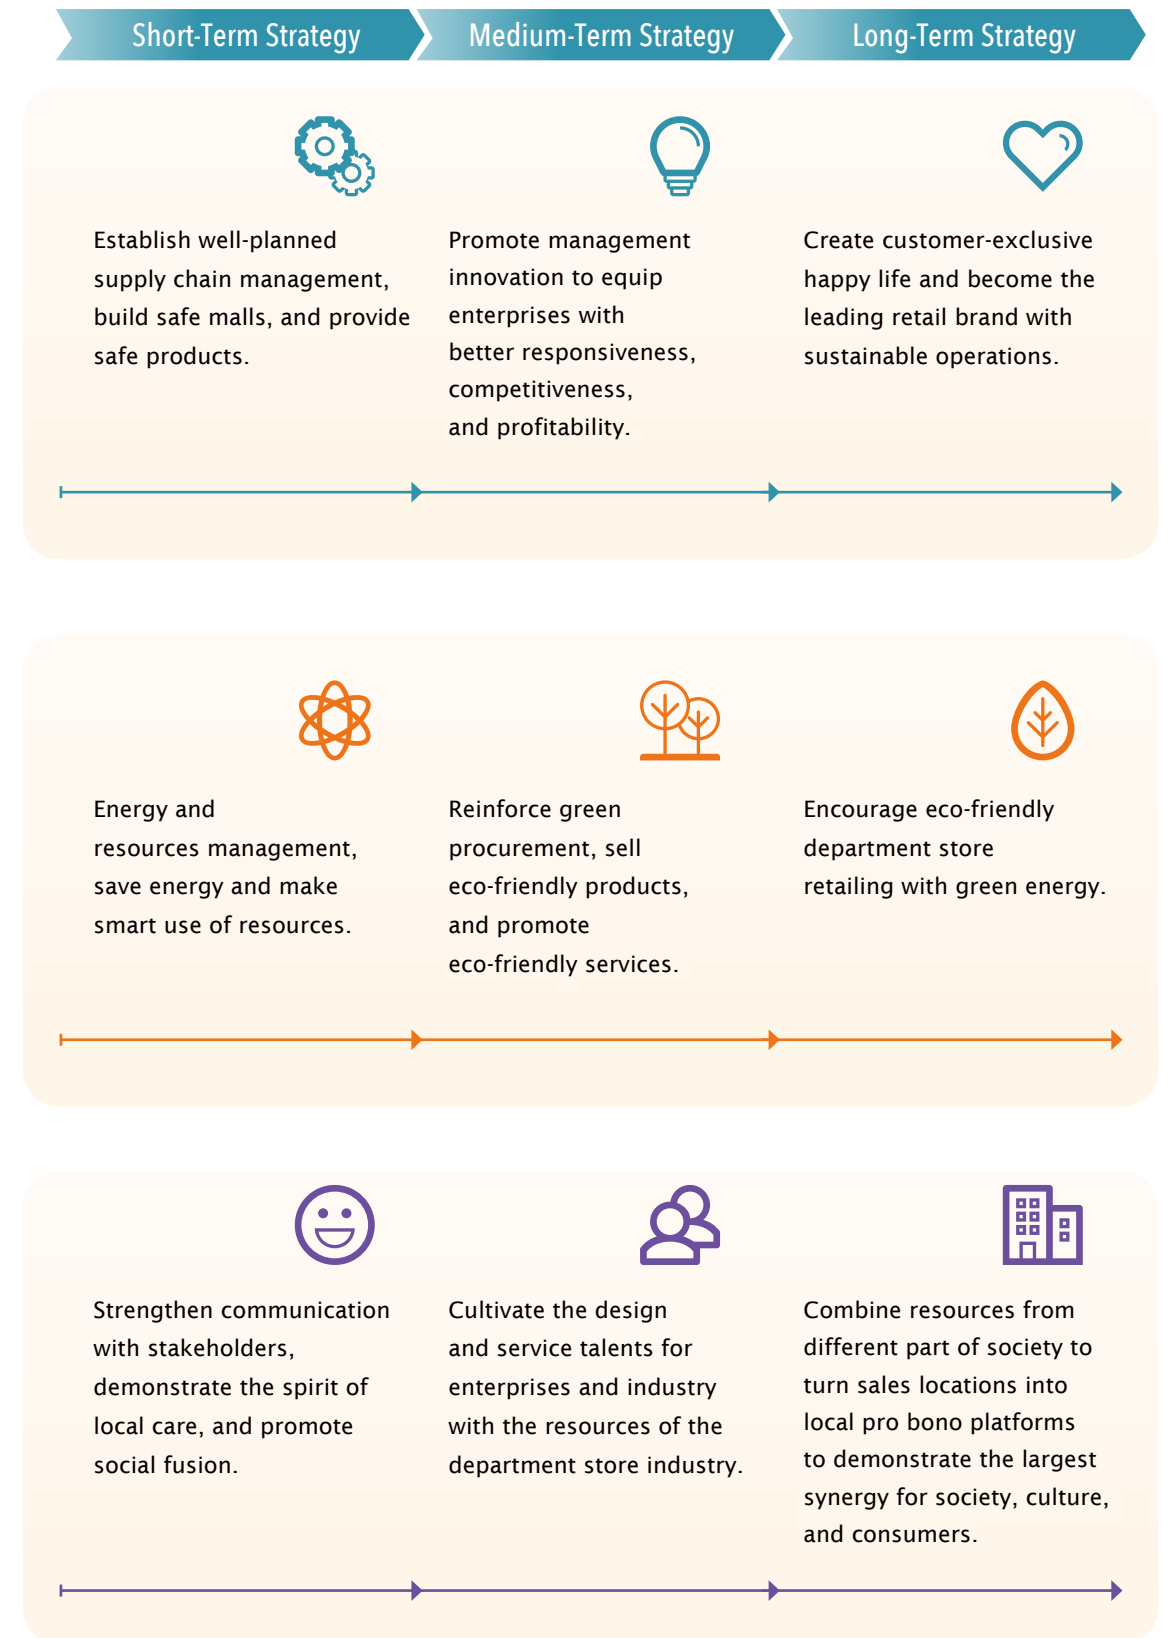 Short-Term Strategy
Medium-Term Strategy
Long-Term Strategy
Establish well-planned
supply chain management,
build safe malls, and provide
safe products.
Promote management
innovation to equip
enterprises with
better responsiveness,
competitiveness,
and profitability.
Create customer-exclusive
happy life and become the
leading retail brand with
sustainable operations.
Energy and
resources management,
save energy and make
smart use of resources.
Reinforce green
procurement, sell
eco-friendly products,
and promote
eco-friendly services.
Encourage eco-friendly
department store
retailing with green energy.
Strengthen communication
with stakeholders,
demonstrate the spirit of
local care, and promote
social fusion.
Cultivate the design
and service talents for
enterprises and industry
with the resources of the
department store industry.
Combine resources from
different part of society to
turn sales locations into
local pro bono platforms
to demonstrate the largest
synergy for society, culture,
and consumers.